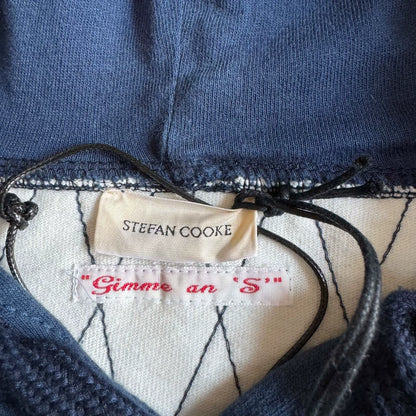 STEFAN COOKE
"Gimme an 'S'"